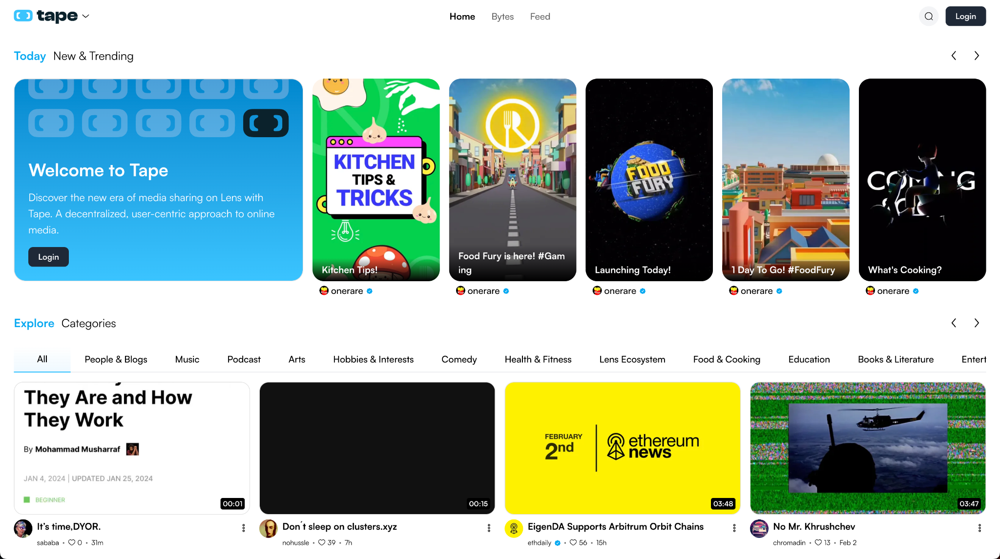 tape
Home Bytes Feed
Login
Today New & Trending
Welcome to Tape
Discover the new era of media sharing on Lens with
Tape. A decentralized, user-centric approach to online
media.
Login
KITCHEN
TIPS &
TRICKS
Kitchen Tips!
onerare
Food Fury is here! #Gam
ing
onerare
FOOD
FURY
Launching Today!
onerare
1 Day To Go! #FoodFury
onerare
What's Cooking?
onerare
Explore Categories
All People & Blogs Music Podcast Arts Hobbies & Interests Comedy Health & Fitness Lens Ecosystem Food & Cooking Education Books & Literature Entert
They Are and How
They Work
By Mohammad Musharraf
JAN 4, 2024 | UPDATED JAN 25, 2024
BEGINNER
00:01
It's time,DYOR.
sababa • 0 • 31m
00:15
Don´t sleep on clusters.xyz
nohussle • 39 • 7h
FEBRUARY
2nd
ethereum
news
03:48
EigenDA Supports Arbitrum Orbit Chains
ethdaily • 56 • 15h
03:47
No Mr. Khrushchev
chromadin • 13 • Feb 2